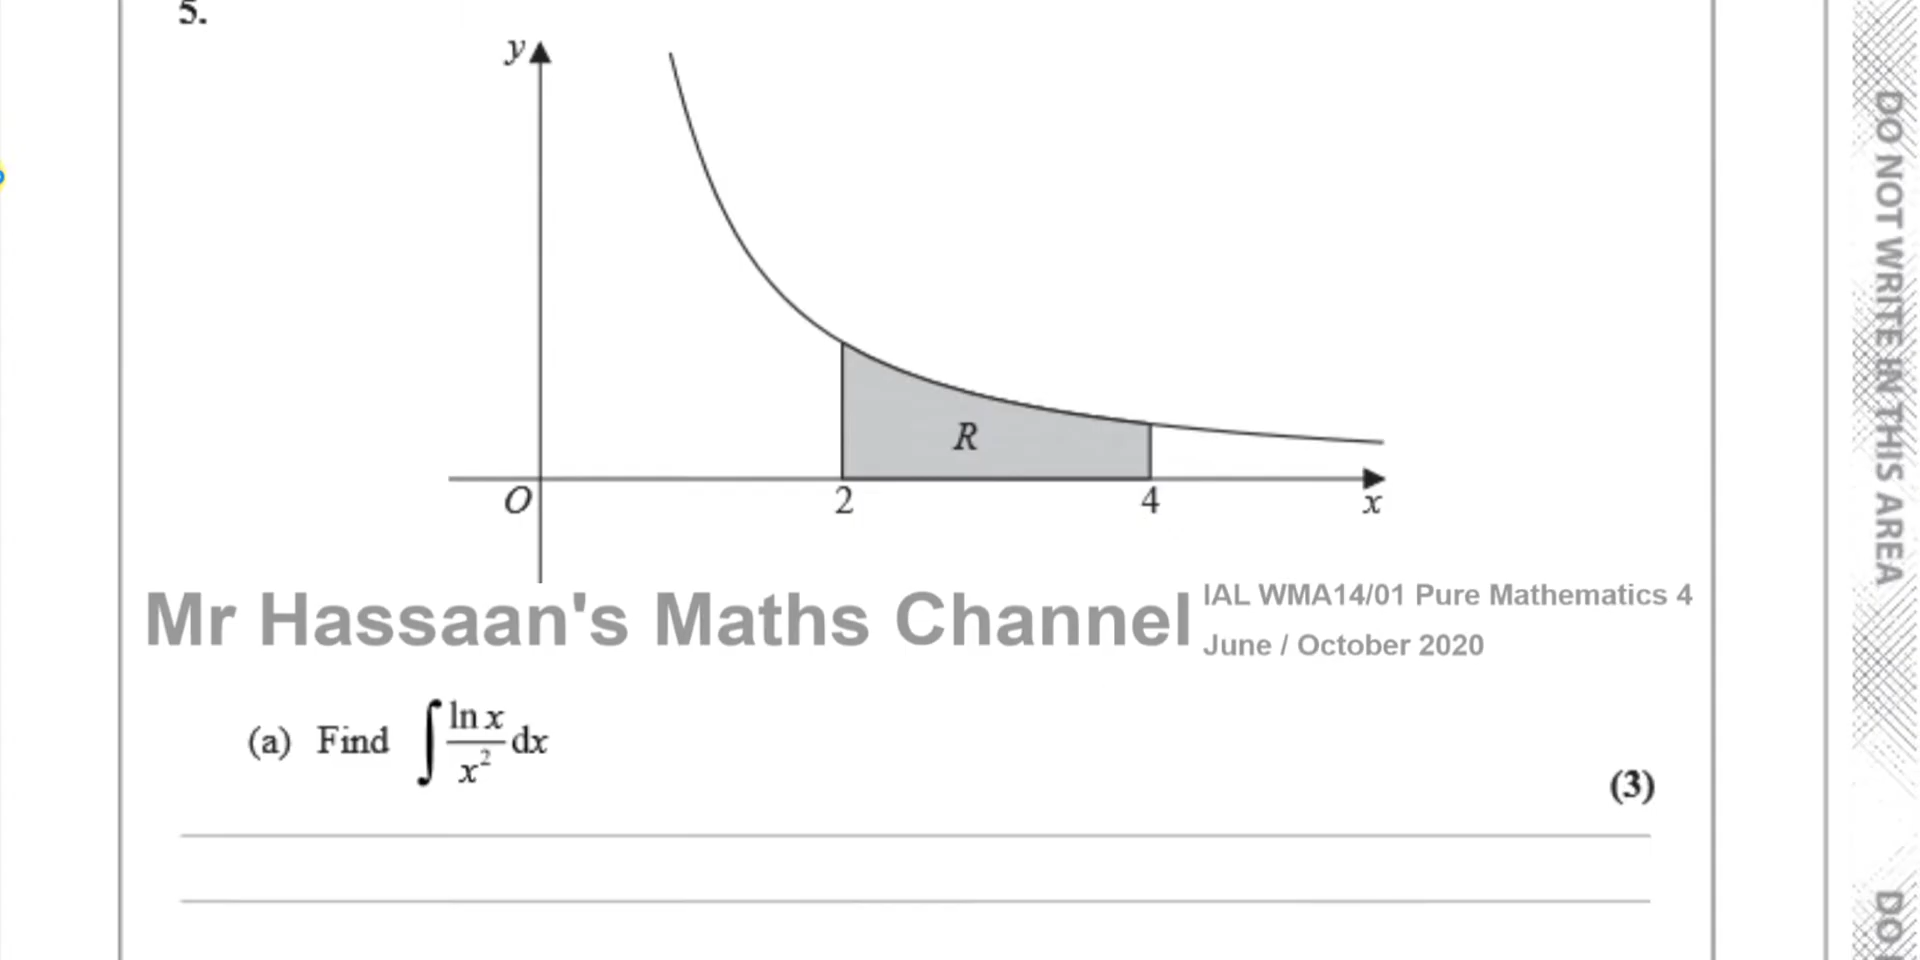 5.
y
R
O
2
4
x
Mr Hassaan's Maths Channel
IAL WMA14/01 Pure Mathematics 4
June / October 2020
(a) Find ∫ ln x / x² dx
(3)
DO NOT WRITE IN THIS AREA
DO